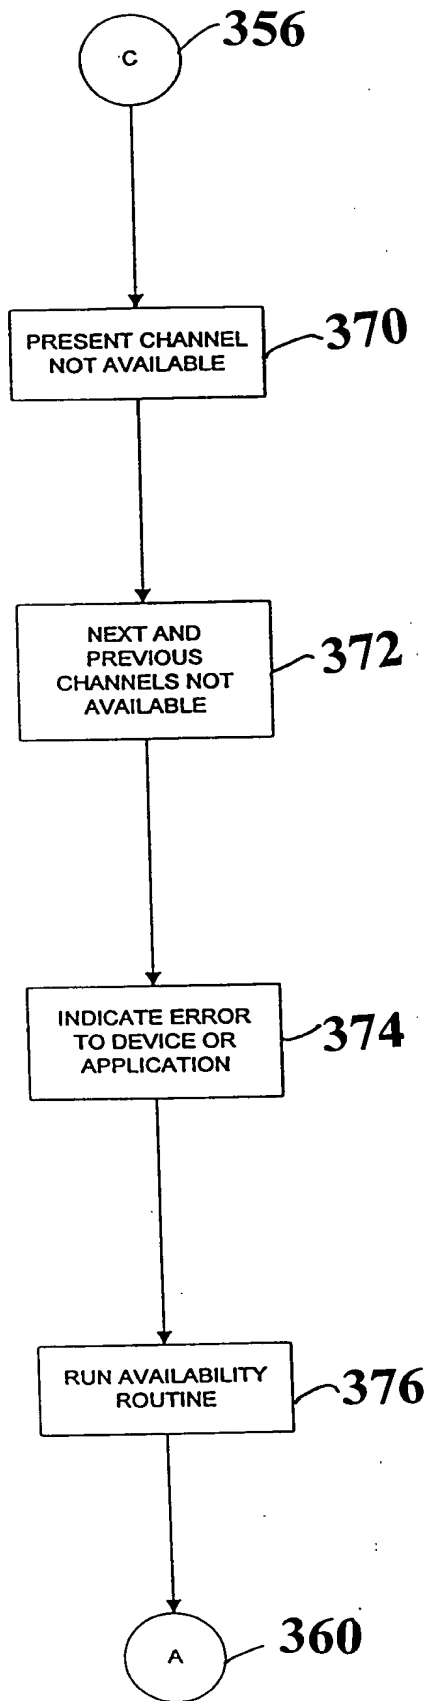 C
356
PRESENT CHANNEL
NOT AVAILABLE
370
NEXT AND
PREVIOUS
CHANNELS NOT
AVAILABLE
372
INDICATE ERROR
TO DEVICE OR
APPLICATION
374
RUN AVAILABILITY
ROUTINE
376
A
360